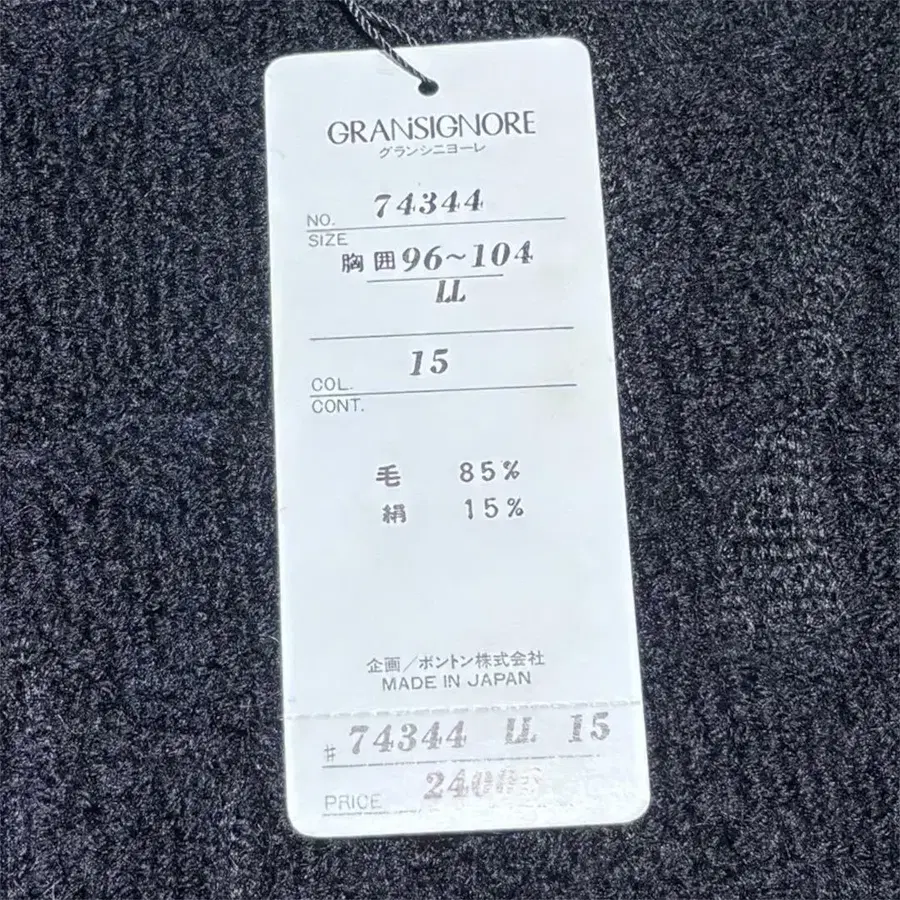 GRANiSIGNORE
グランシニヨーレ
NO. 74344
SIZE
胸囲96~104
LL
COL. 15
CONT.
毛 85%
絹 15%
企画/ボントン株式会社
MADE IN JAPAN
# 74344 LL 15
PRICE